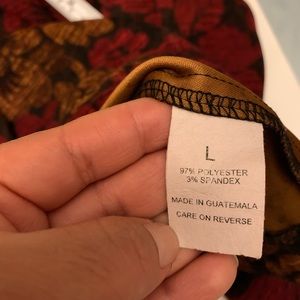 L
97% POLYESTER
3% SPANDEX
MADE IN GUATEMALA
CARE ON REVERSE